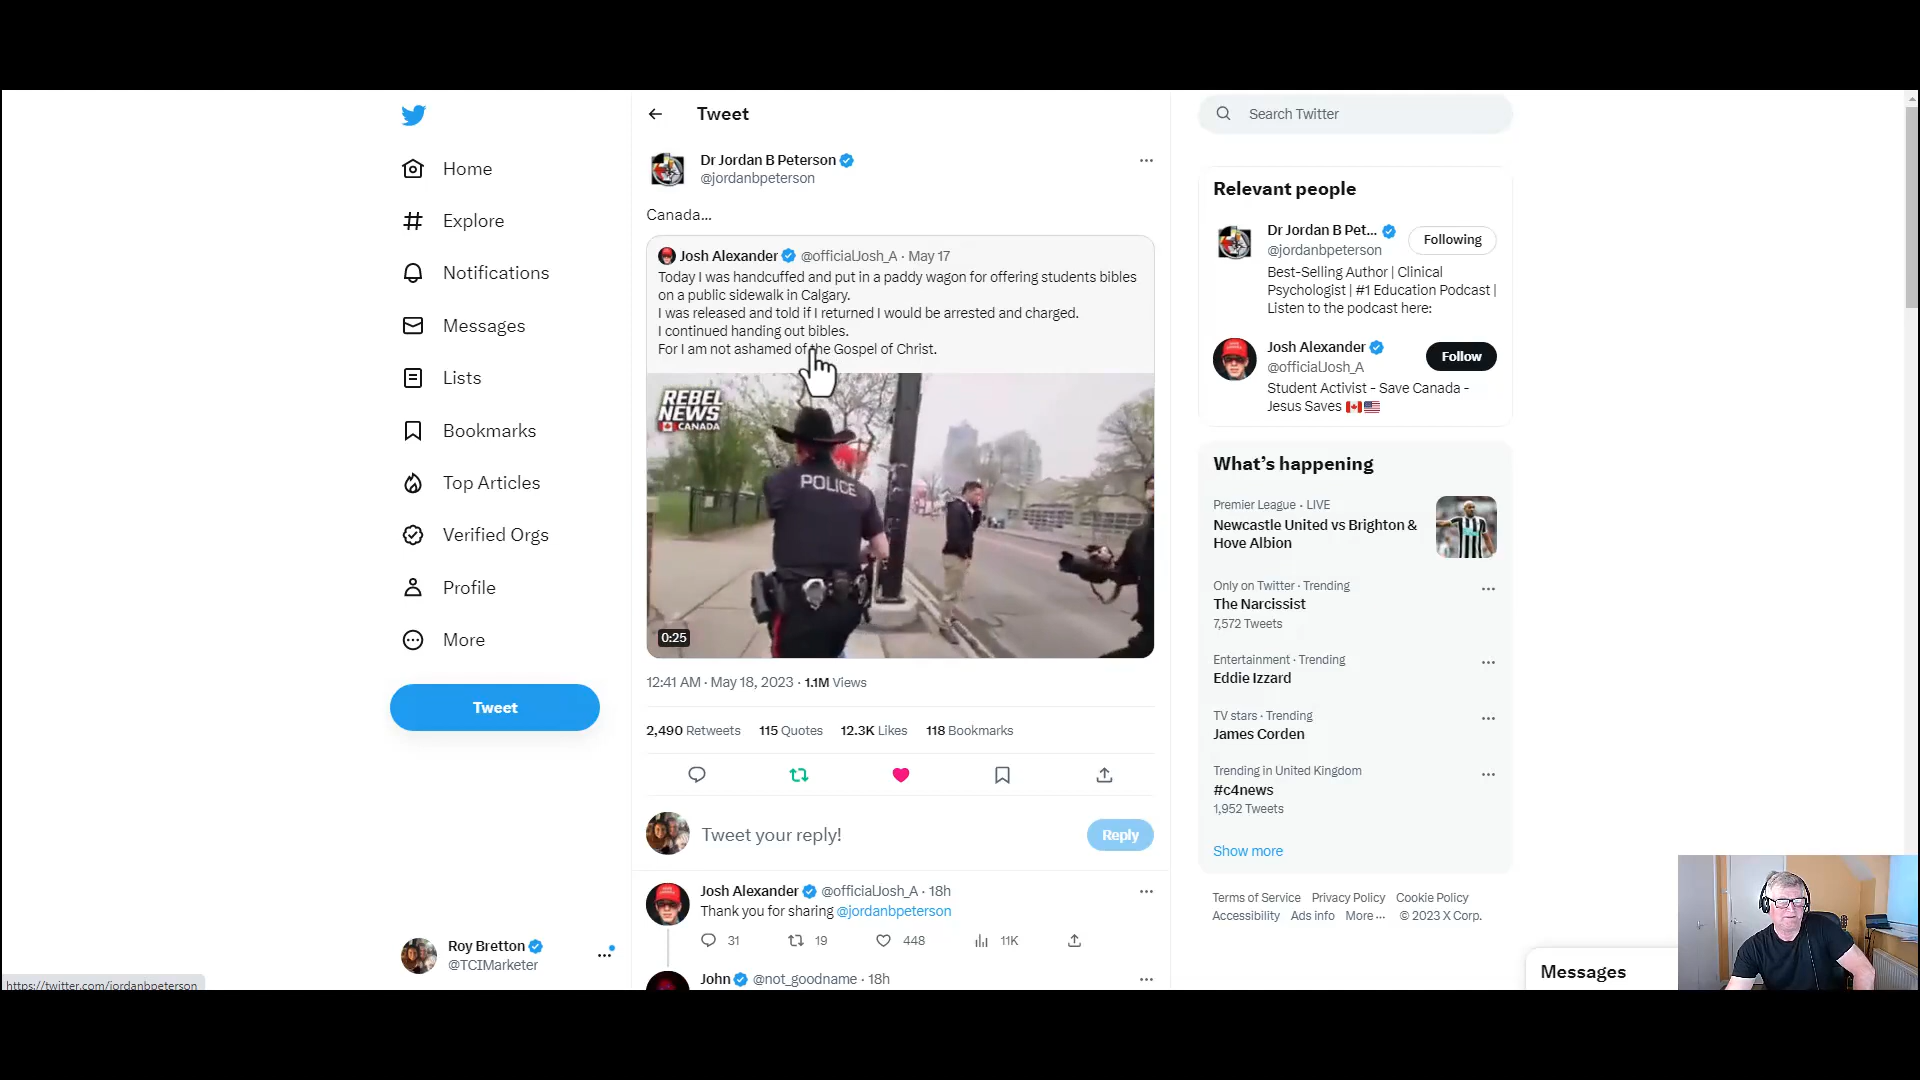 Home
Explore
Notifications
Messages
Lists
Bookmarks
Top Articles
Verified Orgs
Profile
More
Tweet
Roy Bretton
@TCIMarketer
https://twitter.com/jordanbpeterson
Tweet
Dr Jordan B Peterson
@jordanbpeterson
Canada...
Josh Alexander @officialJosh_A · May 17
Today I was handcuffed and put in a paddy wagon for offering students bibles
on a public sidewalk in Calgary.
I was released and told if I returned I would be arrested and charged.
I continued handing out bibles.
For I am not ashamed of the Gospel of Christ.
REBEL
NEWS
CANADA
POLICE
0:25
12:41 AM · May 18, 2023 · 1.1M Views
2,490 Retweets 115 Quotes 12.3K Likes 118 Bookmarks
Tweet your reply!
Reply
Josh Alexander @officialJosh_A · 18h
Thank you for sharing @jordanbpeterson
31 19 448 11K
John @not_goodname · 18h
Search Twitter
Relevant people
Dr Jordan B Pet...
@jordanbpeterson
Following
Best-Selling Author | Clinical
Psychologist | #1 Education Podcast |
Listen to the podcast here:
Josh Alexander
@officialJosh_A
Follow
Student Activist - Save Canada -
Jesus Saves
What's happening
Premier League · LIVE
Newcastle United vs Brighton &
Hove Albion
Only on Twitter · Trending
The Narcissist
7,572 Tweets
Entertainment · Trending
Eddie Izzard
TV stars · Trending
James Corden
Trending in United Kingdom
#c4news
1,952 Tweets
Show more
Terms of Service Privacy Policy Cookie Policy
Accessibility Ads info More ··· © 2023 X Corp.
Messages